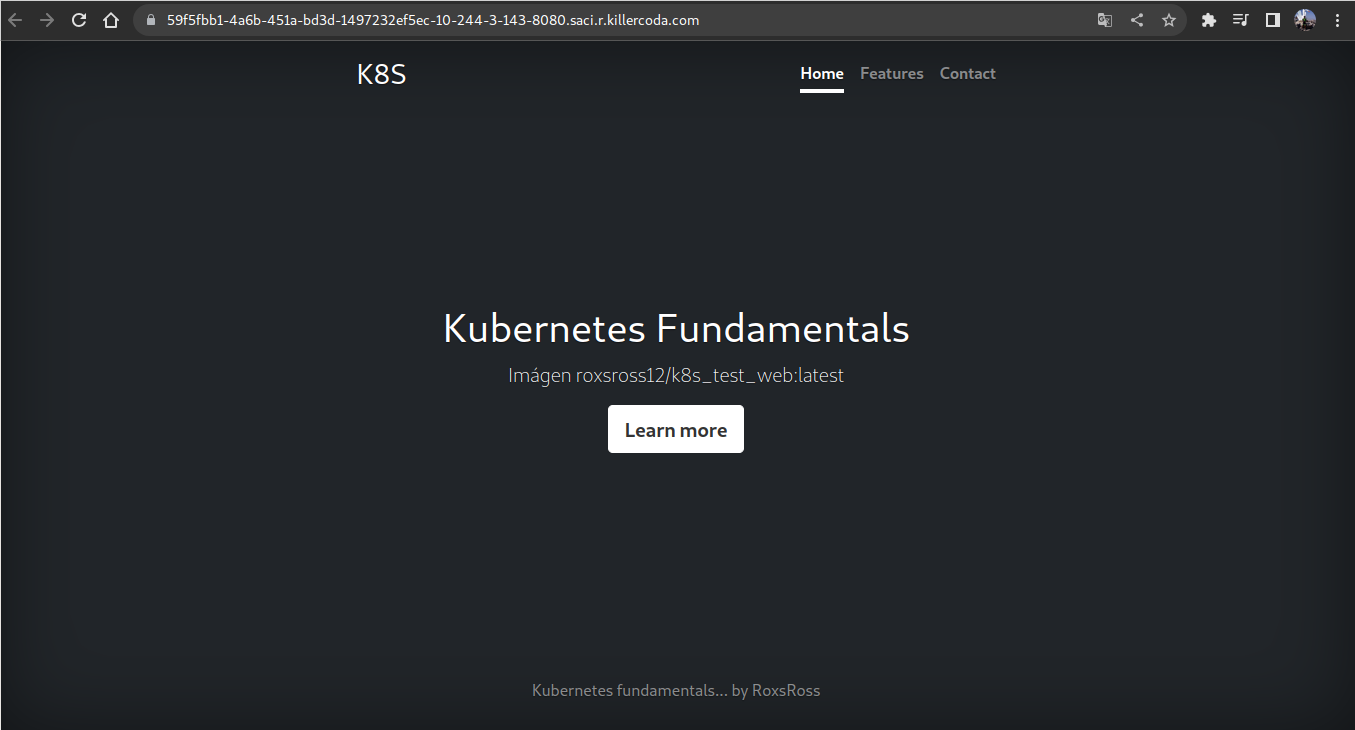 59f5fbb1-4a6b-451a-bd3d-1497232ef5ec-10-244-3-143-8080.saci.r.killercoda.com
K8S
Home Features Contact
Kubernetes Fundamentals
Imágen roxsross12/k8s_test_web:latest
Learn more
Kubernetes fundamentals... by RoxsRoss